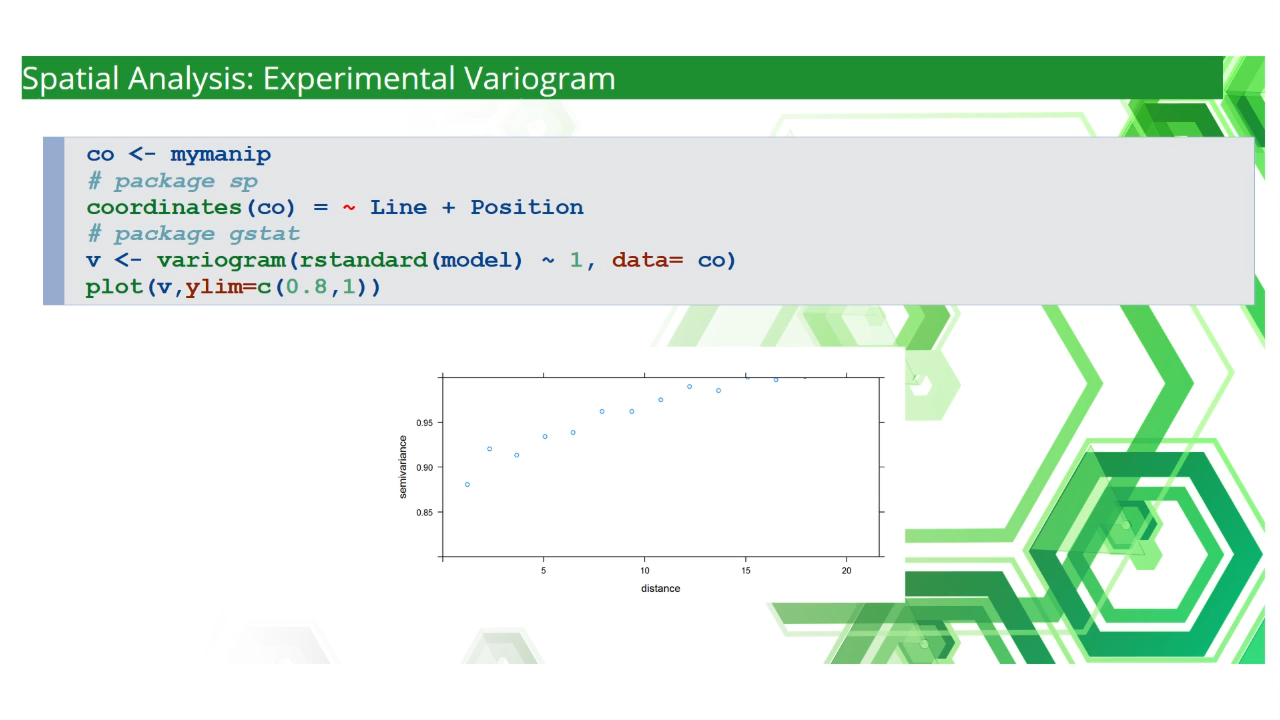 Spatial Analysis: Experimental Variogram
co <- mymanip
# package sp
coordinates(co) = ~ Line + Position
# package gstat
v <- variogram(rstandard(model) ~ 1, data= co)
plot(v,ylim=c(0.8,1))
0.95
0.90
0.85
semivariance
5 10 15 20
distance